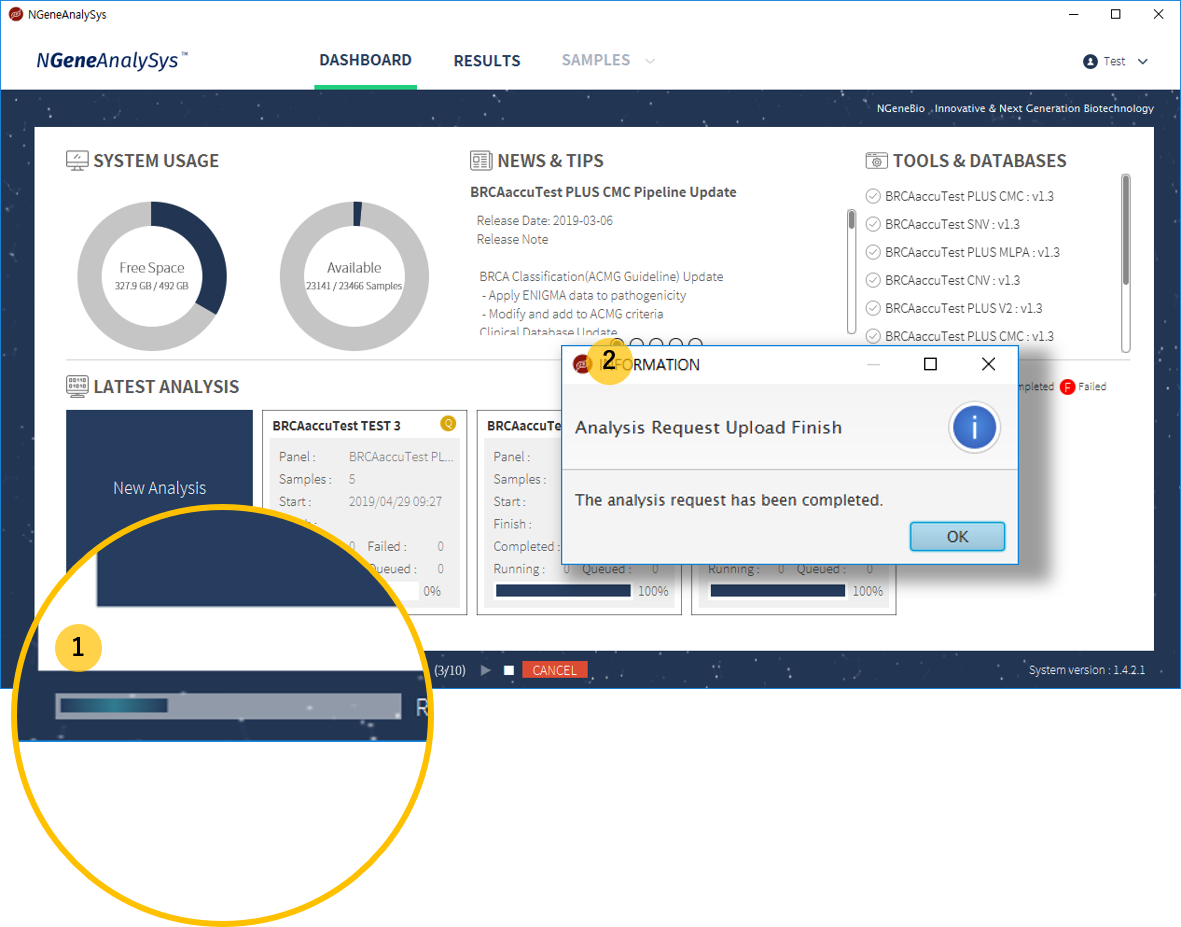 NGeneAnalySys
NGeneAnalySys™
DASHBOARD
RESULTS
SAMPLES
Test
NGeneBio , Innovative & Next Generation Biotechnology
SYSTEM USAGE
Free Space
327.9 GB / 492 GB
Available
23141 / 23466 Samples
NEWS & TIPS
BRCAaccuTest PLUS CMC Pipeline Update
Release Date: 2019-03-06
Release Note
BRCA Classification(ACMG Guideline) Update
- Apply ENIGMA data to pathogenicity
- Modify and add to ACMG criteria
Clinical Database Update
TOOLS & DATABASES
BRCAaccuTest PLUS CMC : v1.3
BRCAaccuTest SNV : v1.3
BRCAaccuTest PLUS MLPA : v1.3
BRCAaccuTest CNV : v1.3
BRCAaccuTest PLUS V2 : v1.3
BRCAaccuTest PLUS CMC : v1.3
LATEST ANALYSIS
mpleted F Failed
New Analysis
BRCAaccuTest TEST 3 Q
Panel : BRCAaccuTest PL...
Samples : 5
Start : 2019/04/29 09:27
0 Failed : 0
Queued : 0
0%
BRCAaccuTe
Panel :
Samples :
Start :
Finish :
Completed :
Running : 0 Queued : 0
100%
Running : 0 Queued : 0
100%
2
INFORMATION
Analysis Request Upload Finish
i
The analysis request has been completed.
OK
1
R
(3/10)
CANCEL
System version : 1.4.2.1